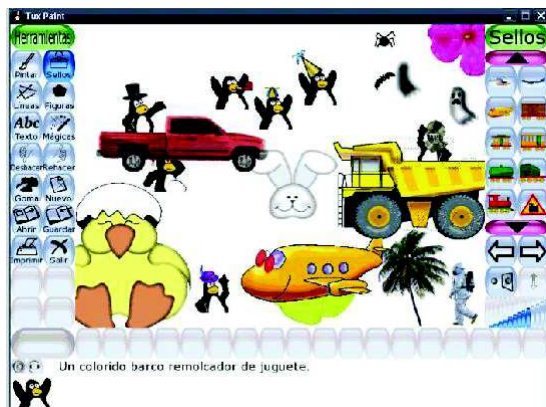 Tux Paint
Herramientas
Sellos
Pintar
Sellos
Líneas
Figuras
Abc
Texto
Mágicas
Deshacer
Rehacer
Goma
Nuevo
Abrir
Guardar
Imprimir
Salir
Un colorido barco remolcador de juguete.